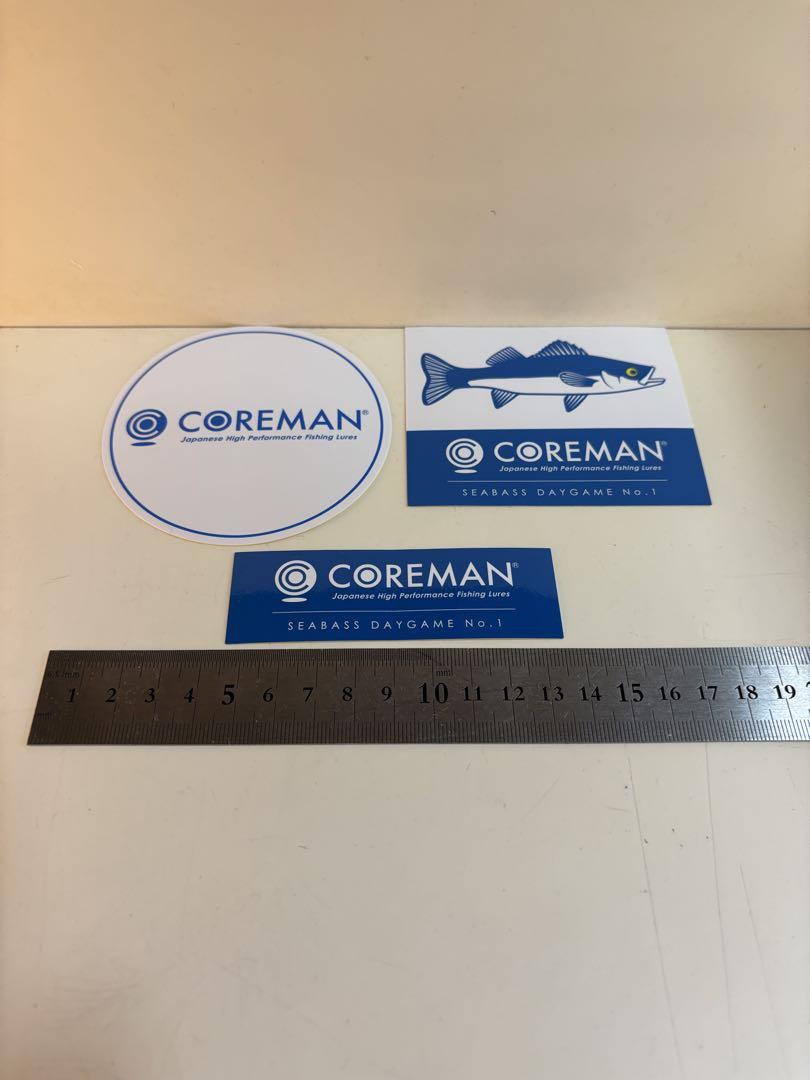 COREMAN®
Japanese High Performance Fishing Lures
COREMAN®
Japanese High Performance Fishing Lures
SEABASS DAYGAME No.1
COREMAN®
Japanese High Performance Fishing Lures
SEABASS DAYGAME No.1
mm
1 2 3 4 5 6 7 8 9 10 11 12 13 14 15 16 17 18 19